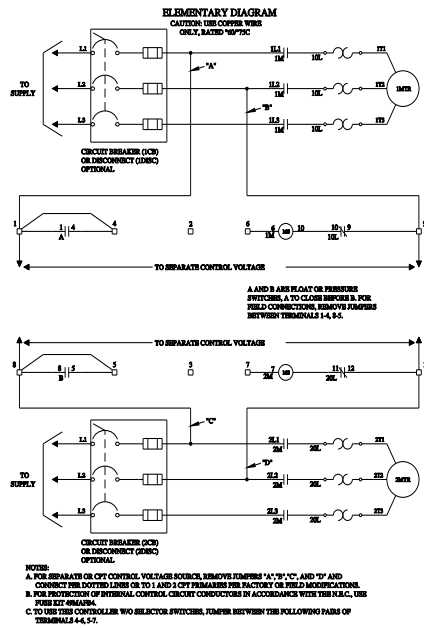 ELEMENTARY DIAGRAM
CAUTION: USE COPPER WIRE
ONLY, RATED °60/°75C
L1
1L1
1M
10L
1T1
"A"
TO
SUPPLY
L2
1L2
1M
10L
1T2
1MTR
"B"
L3
1L3
1M
10L
1T3
CIRCUIT BREAKER (1CB)
OR DISCONNECT (1DISC)
OPTIONAL
1
1 4
A
4
2
6
6
1M
10
10 9
10L
TO SEPARATE CONTROL VOLTAGE
A AND B ARE FLOAT OR PRESSURE
SWITCHES, A TO CLOSE BEFORE B. FOR
FIELD CONNECTIONS, REMOVE JUMPERS
BETWEEN TERMINALS 1-4, 8-5.
TO SEPARATE CONTROL VOLTAGE
8
8 5
B
5
3
7
7
2M
11 12
20L
"C"
L1
2L1
2M
20L
2T1
"D"
TO
SUPPLY
L2
2L2
2M
20L
2T2
2MTR
L3
2L3
2M
20L
2T3
CIRCUIT BREAKER (2CB)
OR DISCONNECT (2DISC)
OPTIONAL
NOTES:
A. FOR SEPARATE OR CPT CONTROL VOLTAGE SOURCE, REMOVE JUMPERS "A","B","C", AND "D" AND
CONNECT PER DOTTED LINES OR TO 1 AND 2 CPT PRIMARIES PER FACTORY OR FIELD MODIFICATIONS.
B. FOR PROTECTION OF INTERNAL CONTROL CIRCUIT CONDUCTORS IN ACCORDANCE WITH THE N.E.C., USE
FUSE KIT 49MAFB4.
C. TO USE THIS CONTROLLER W/O SELECTOR SWITCHES, JUMPER BETWEEN THE FOLLOWING PAIRS OF
TERMINALS 4-6, 5-7.